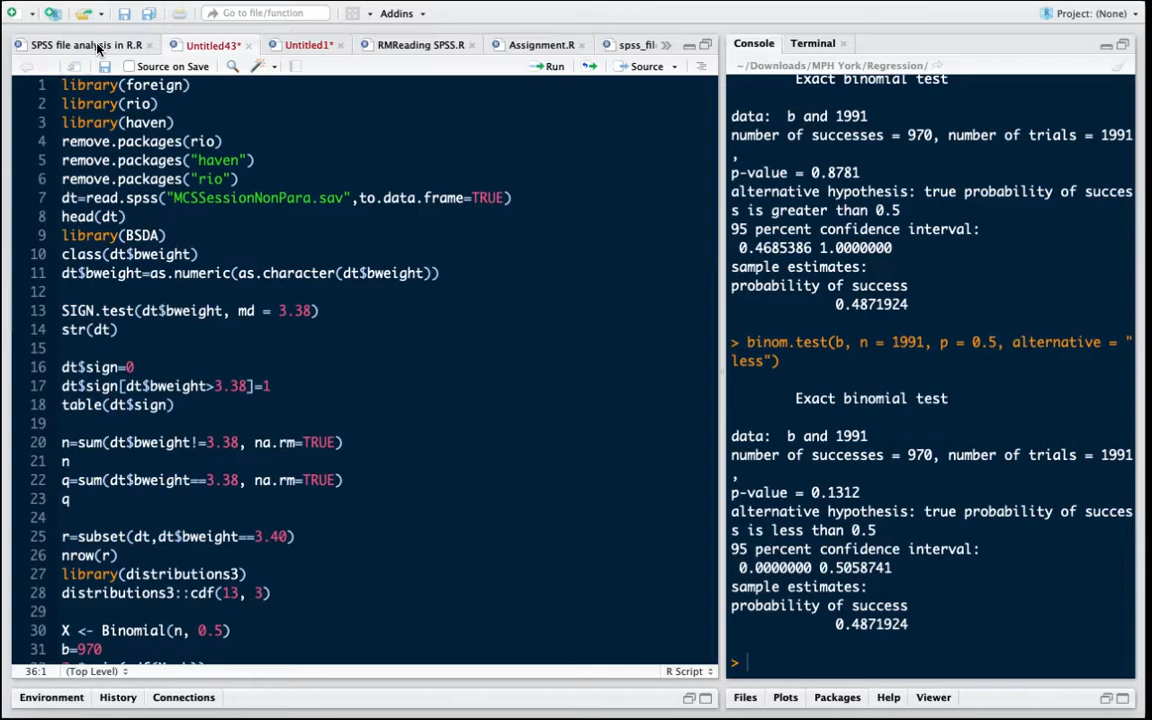 Go to file/function
Addins
Project: (None)
SPSS file analysis in R.R
Untitled43*
Untitled1*
RMReading SPSS.R
Assignment.R
spss_fil
Source on Save
Run
Source
1 library(foreign)
2 library(rio)
3 library(haven)
4 remove.packages(rio)
5 remove.packages("haven")
6 remove.packages("rio")
7 dt=read.spss("MCSSessionNonPara.sav",to.data.frame=TRUE)
8 head(dt)
9 library(BSDA)
10 class(dt$bweight)
11 dt$bweight=as.numeric(as.character(dt$bweight))
12
13 SIGN.test(dt$bweight, md = 3.38)
14 str(dt)
15
16 dt$sign=0
17 dt$sign[dt$bweight>3.38]=1
18 table(dt$sign)
19
20 n=sum(dt$bweight!=3.38, na.rm=TRUE)
21 n
22 q=sum(dt$bweight==3.38, na.rm=TRUE)
23 q
24
25 r=subset(dt,dt$bweight==3.40)
26 nrow(r)
27 library(distributions3)
28 distributions3::cdf(13, 3)
29
30 X <- Binomial(n, 0.5)
31 b=970
36:1 (Top Level)
R Script
Environment
History
Connections
Console
Terminal
~/Downloads/MPH York/Regression/
Exact binomial test
data: b and 1991
number of successes = 970, number of trials = 1991
,
p-value = 0.8781
alternative hypothesis: true probability of succes
s is greater than 0.5
95 percent confidence interval:
0.4685386 1.0000000
sample estimates:
probability of success
0.4871924
> binom.test(b, n = 1991, p = 0.5, alternative = "
less")
Exact binomial test
data: b and 1991
number of successes = 970, number of trials = 1991
,
p-value = 0.1312
alternative hypothesis: true probability of succes
s is less than 0.5
95 percent confidence interval:
0.0000000 0.5058741
sample estimates:
probability of success
0.4871924
>
Files
Plots
Packages
Help
Viewer